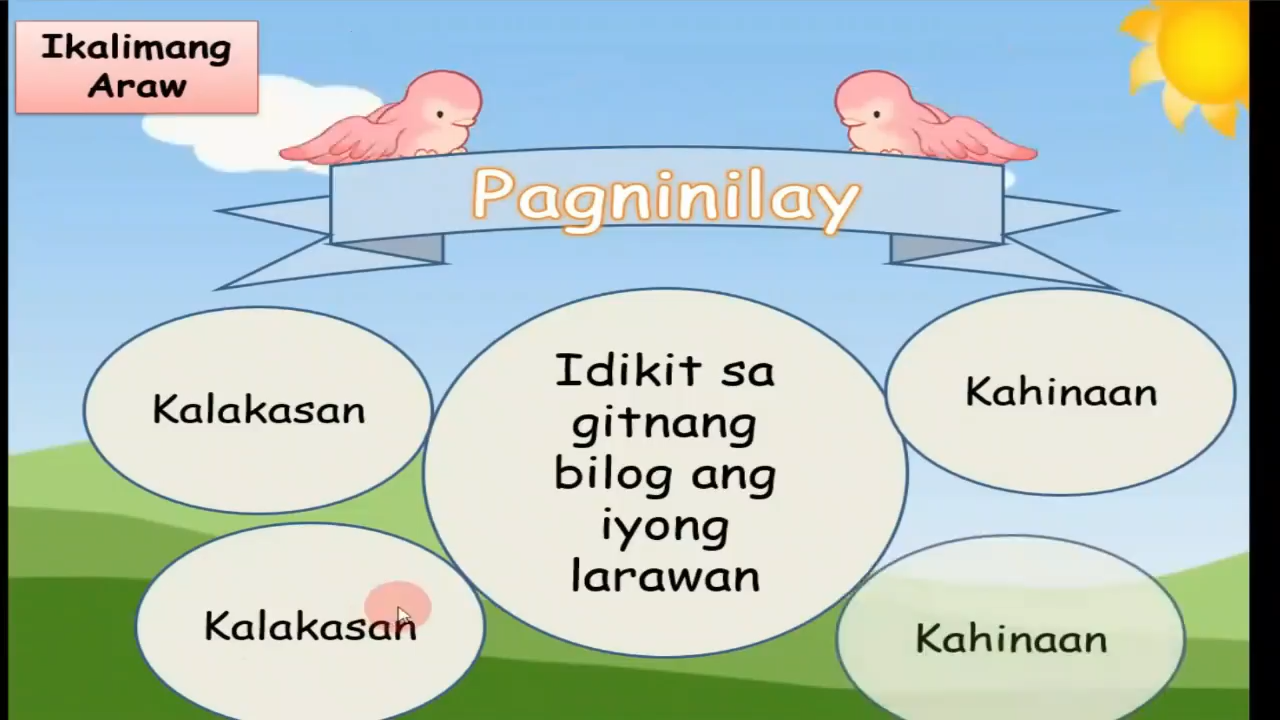 Ikalimang
Araw
Pagninilay
Kalakasan
Idikit sa
gitnang
bilog ang
iyong
larawan
Kahinaan
Kalakasan
Kahinaan